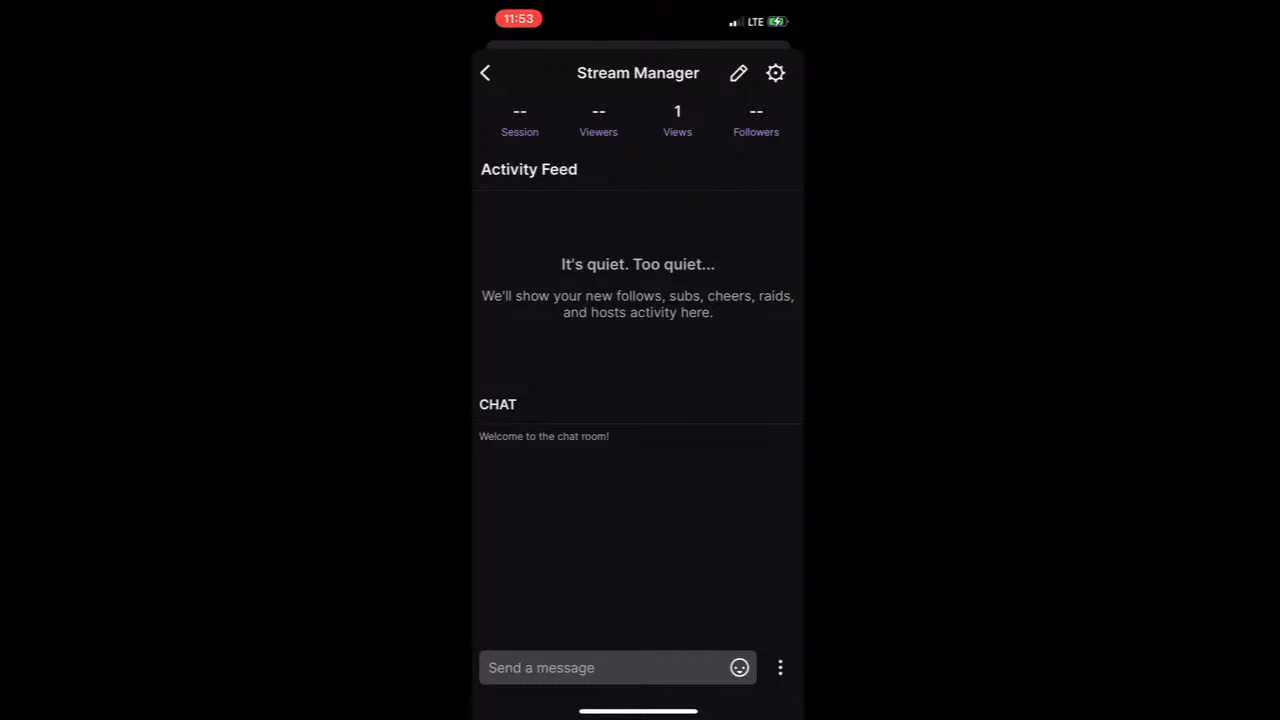 11:53
LTE
Stream Manager
-- -- 1 --
Session Viewers Views Followers
Activity Feed
It's quiet. Too quiet...
We'll show your new follows, subs, cheers, raids,
and hosts activity here.
CHAT
Welcome to the chat room!
Send a message